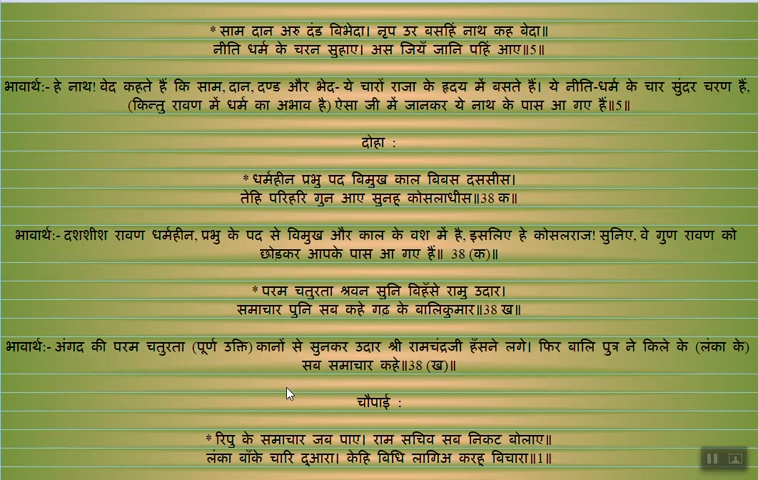 * साम दान अरु दंड बिभेदा। नृप उर बसहिं नाथ कह बेदा॥
नीति धर्म के चरन सुहाए। अस जियँ जानि पहिं आए॥5॥
भावार्थ:- हे नाथ! वेद कहते हैं कि साम, दान, दण्ड और भेद- ये चारों राजा के हृदय में बसते हैं। ये नीति-धर्म के चार सुंदर चरण हैं,
(किन्तु रावण में धर्म का अभाव है) ऐसा जी में जानकर ये नाथ के पास आ गए हैं॥5॥
दोहा :
* धर्महीन प्रभु पद बिमुख काल बिबस दससीस।
तेहि परिहरि गुन आए सुनहू कोसलाधीस॥38 क॥
भावार्थ:- दशशीश रावण धर्महीन, प्रभु के पद से विमुख और काल के वश में है, इसलिए हे कोसलराज! सुनिए, वे गुण रावण को
छोड़कर आपके पास आ गए हैं॥ 38 (क)॥
* परम चतुरता श्रवन सुनि बिहँसे रामु उदार।
समाचार पुनि सब कहे गढ़ के बालिकुमार॥38 ख॥
भावार्थ:- अंगद की परम चतुरता (पूर्ण उक्ति) कानों से सुनकर उदार श्री रामचंद्रजी हँसने लगे। फिर बालि पुत्र ने किले के (लंका के)
सब समाचार कहे॥38 (ख)॥
चौपाई :
* रिपु के समाचार जब पाए। राम सचिव सब निकट बोलाए॥
लंका बाँके चारि दुआरा। केहि बिधि लागिअ करहू बिचारा॥1॥